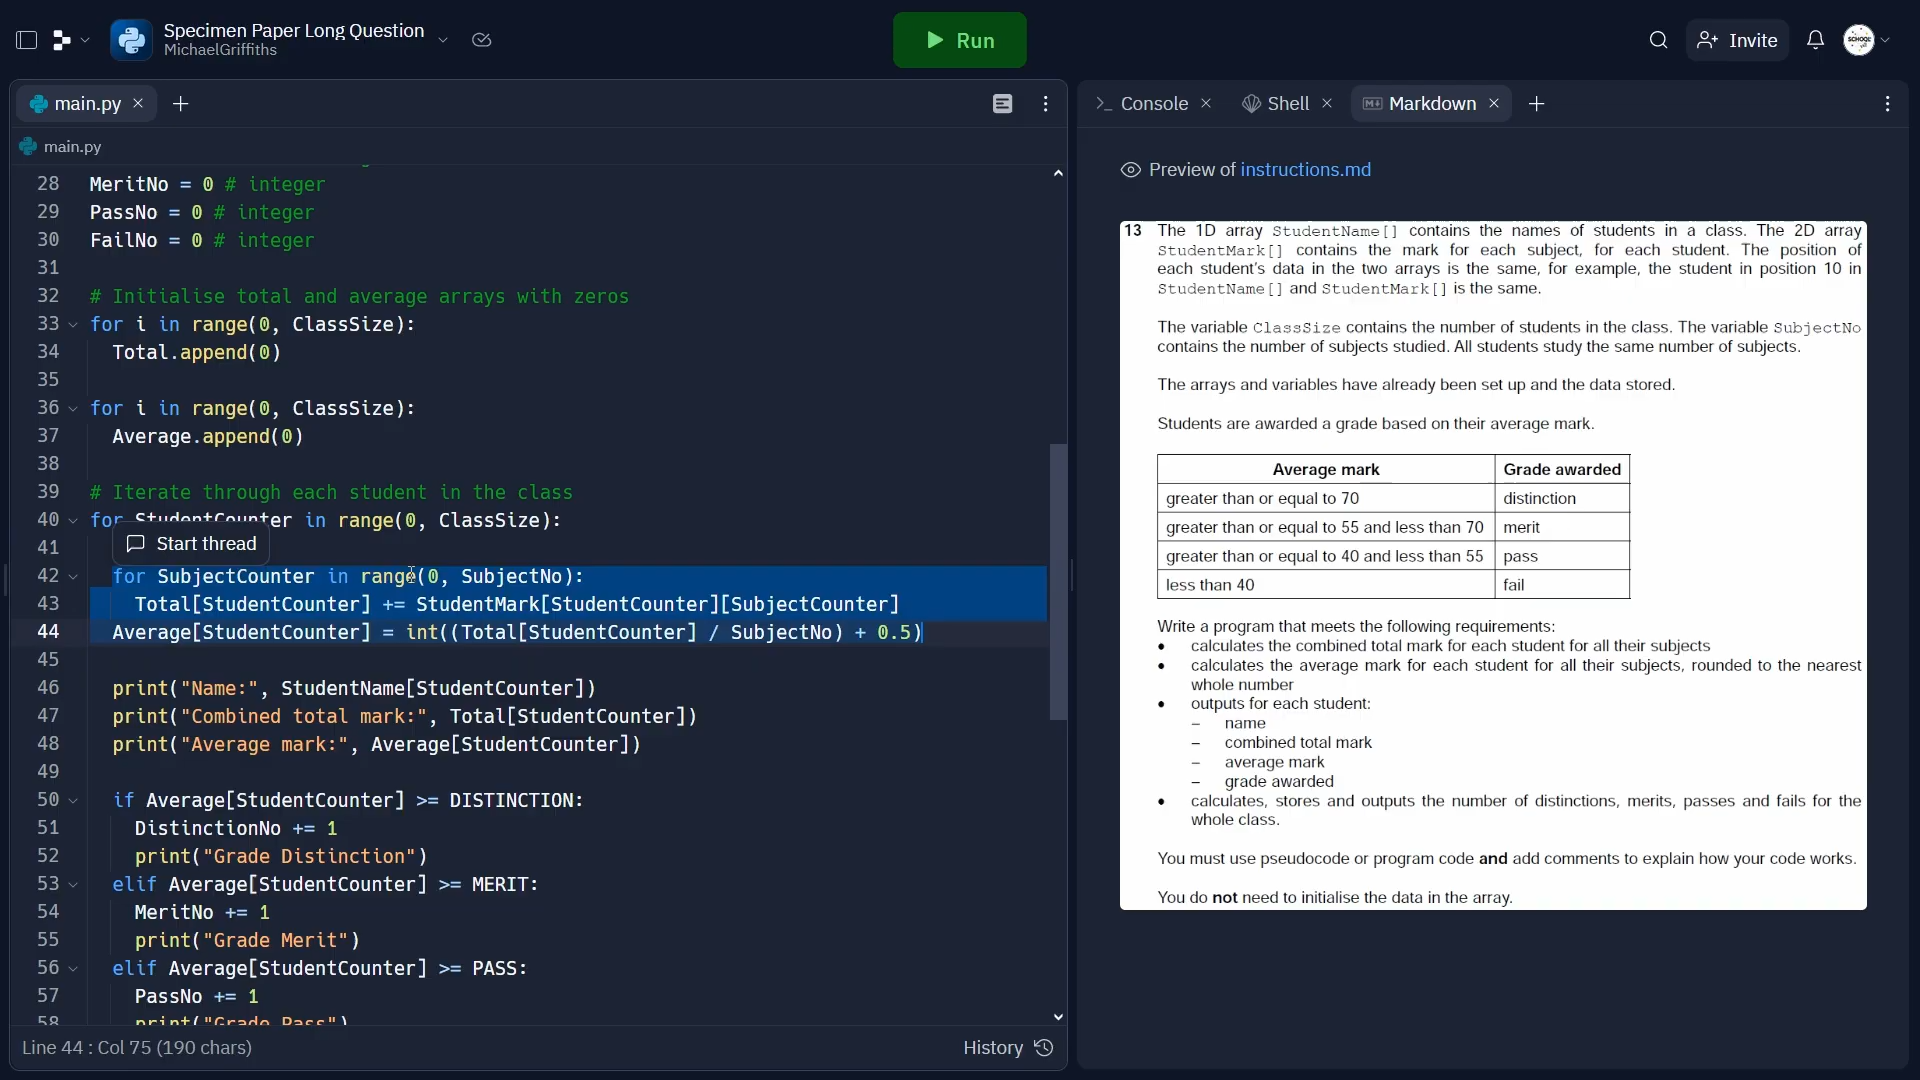 Specimen Paper Long Question
MichaelGriffiths
Run
Invite
SCHOOL
main.py
main.py
28 MeritNo = 0 # integer
29 PassNo = 0 # integer
30 FailNo = 0 # integer
31
32 # Initialise total and average arrays with zeros
33 for i in range(0, ClassSize):
34 Total.append(0)
35
36 for i in range(0, ClassSize):
37 Average.append(0)
38
39 # Iterate through each student in the class
40 for StudentCounter in range(0, ClassSize):
Start thread
41
42 for SubjectCounter in range(0, SubjectNo):
43 Total[StudentCounter] += StudentMark[StudentCounter][SubjectCounter]
44 Average[StudentCounter] = int((Total[StudentCounter] / SubjectNo) + 0.5)
45
46 print("Name:", StudentName[StudentCounter])
47 print("Combined total mark:", Total[StudentCounter])
48 print("Average mark:", Average[StudentCounter])
49
50 if Average[StudentCounter] >= DISTINCTION:
51 DistinctionNo += 1
52 print("Grade Distinction")
53 elif Average[StudentCounter] >= MERIT:
54 MeritNo += 1
55 print("Grade Merit")
56 elif Average[StudentCounter] >= PASS:
57 PassNo += 1
58 print("Grade Pass")
Line 44 : Col 75 (190 chars)
History
Console
Shell
Markdown
Preview of instructions.md
13 The 1D array StudentName[] contains the names of students in a class. The 2D array
StudentMark[] contains the mark for each subject, for each student. The position of
each student's data in the two arrays is the same, for example, the student in position 10 in
StudentName[] and StudentMark[] is the same.
The variable ClassSize contains the number of students in the class. The variable SubjectNo
contains the number of subjects studied. All students study the same number of subjects.
The arrays and variables have already been set up and the data stored.
Students are awarded a grade based on their average mark.
Average mark Grade awarded
greater than or equal to 70 distinction
greater than or equal to 55 and less than 70 merit
greater than or equal to 40 and less than 55 pass
less than 40 fail
Write a program that meets the following requirements:
• calculates the combined total mark for each student for all their subjects
• calculates the average mark for each student for all their subjects, rounded to the nearest
whole number
• outputs for each student:
– name
– combined total mark
– average mark
– grade awarded
• calculates, stores and outputs the number of distinctions, merits, passes and fails for the
whole class.
You must use pseudocode or program code and add comments to explain how your code works.
You do not need to initialise the data in the array.